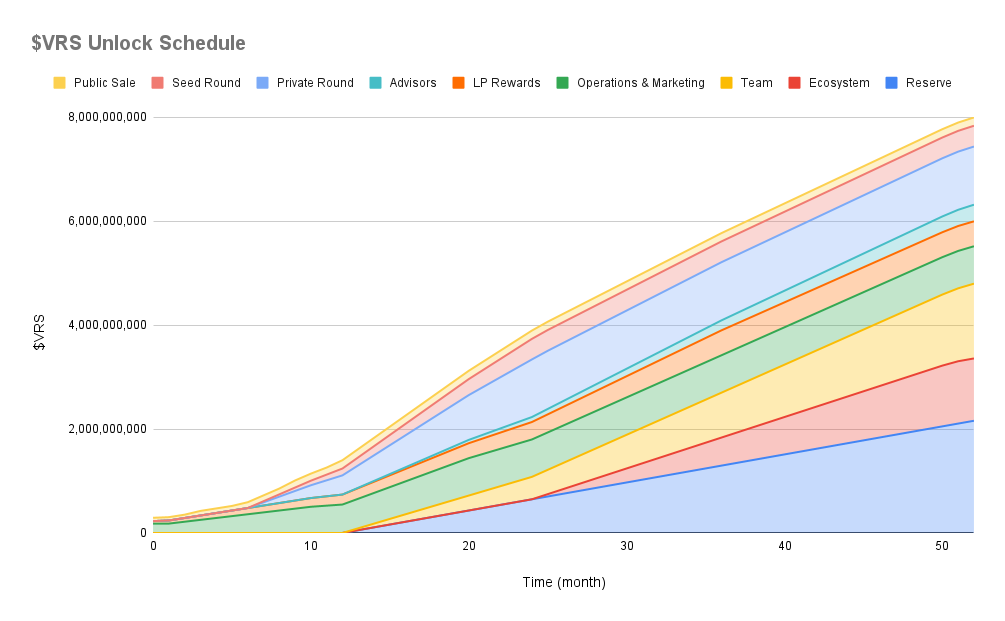 $VRS Unlock Schedule
Public Sale Seed Round Private Round Advisors LP Rewards Operations & Marketing Team Ecosystem Reserve
8,000,000,000
6,000,000,000
4,000,000,000
2,000,000,000
0
$VRS
0 10 20 30 40 50
Time (month)